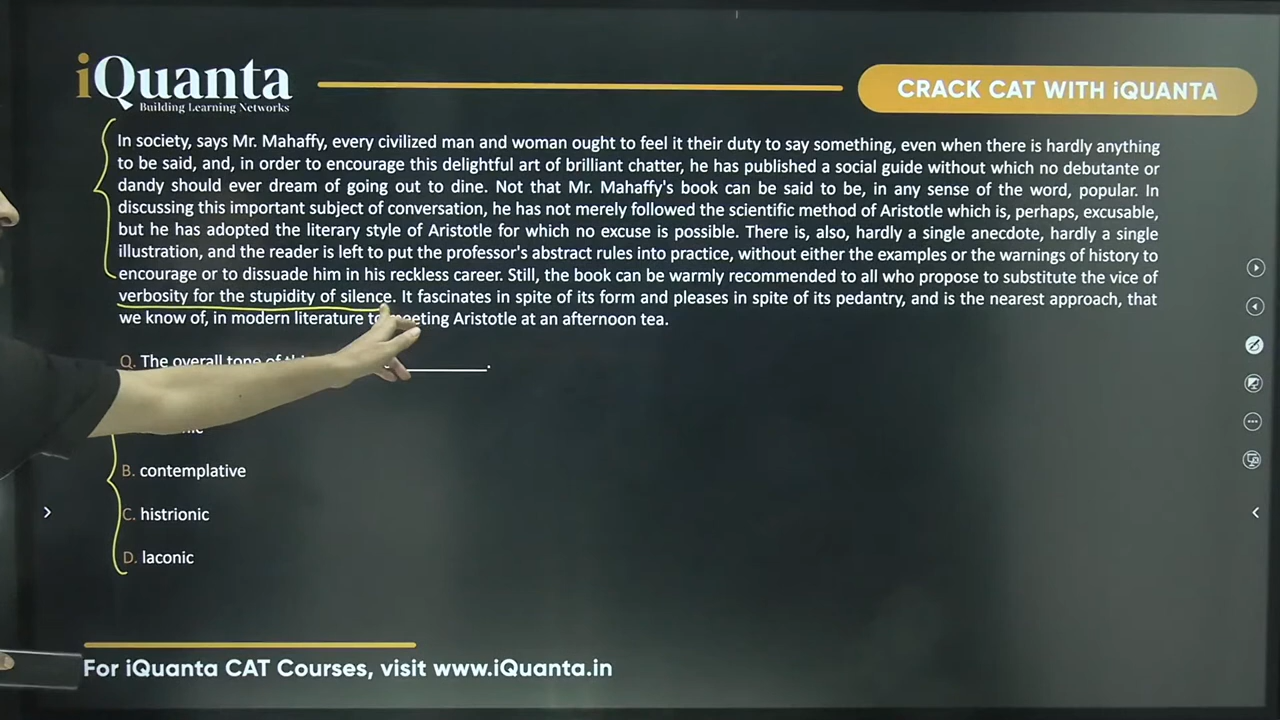 iQuanta
Building Learning Networks
CRACK CAT WITH iQUANTA
In society, says Mr. Mahaffy, every civilized man and woman ought to feel it their duty to say something, even when there is hardly anything
to be said, and, in order to encourage this delightful art of brilliant chatter, he has published a social guide without which no debutante or
dandy should ever dream of going out to dine. Not that Mr. Mahaffy's book can be said to be, in any sense of the word, popular. In
discussing this important subject of conversation, he has not merely followed the scientific method of Aristotle which is, perhaps, excusable,
but he has adopted the literary style of Aristotle for which no excuse is possible. There is, also, hardly a single anecdote, hardly a single
illustration, and the reader is left to put the professor's abstract rules into practice, without either the examples or the warnings of history to
encourage or to dissuade him in his reckless career. Still, the book can be warmly recommended to all who propose to substitute the vice of
verbosity for the stupidity of silence. It fascinates in spite of its form and pleases in spite of its pedantry, and is the nearest approach, that
we know of, in modern literature to meeting Aristotle at an afternoon tea.
Q. The overall tone of
B. contemplative
C. histrionic
D. laconic
For iQuanta CAT Courses, visit www.iQuanta.in